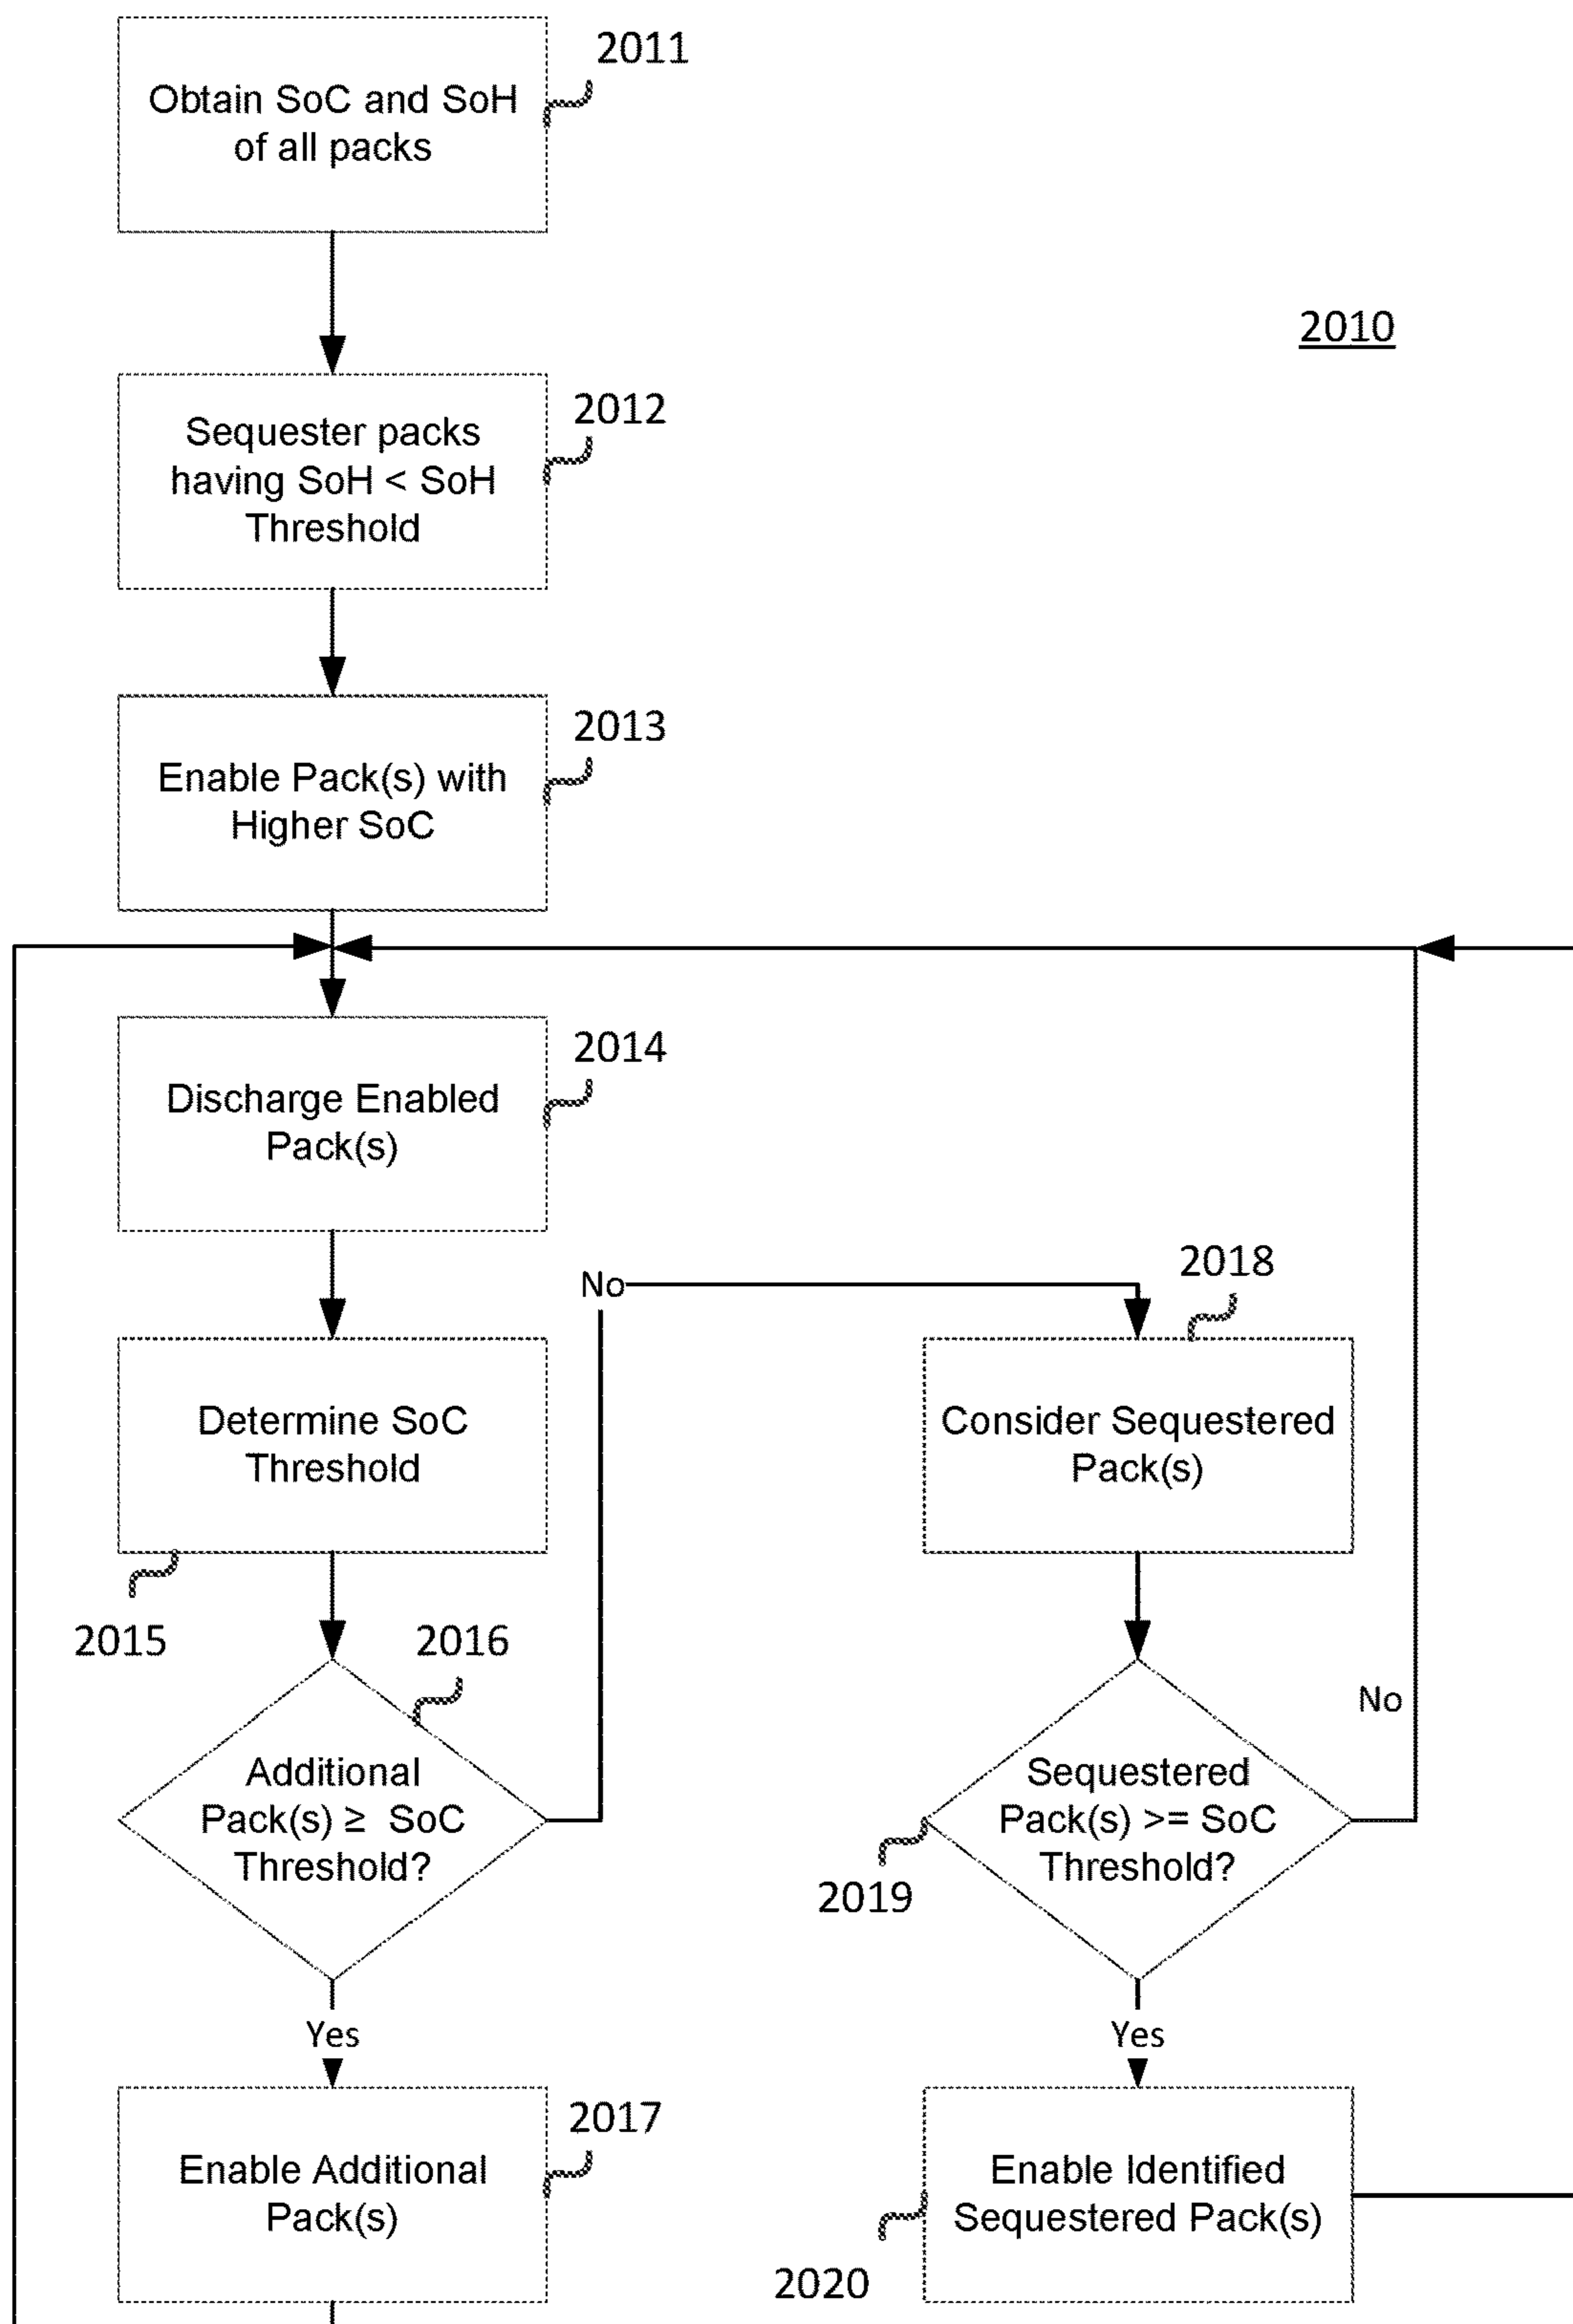 2011
Obtain SoC and SoH
of all packs
2010
2012
Sequester packs
having SoH < SoH
Threshold
2013
Enable Pack(s) with
Higher SoC
2014
Discharge Enabled
Pack(s)
No
2018
Determine SoC
Threshold
Consider Sequestered
Pack(s)
2015
2016
No
Additional
Pack(s) ≥ SoC
Threshold?
Sequestered
Pack(s) >= SoC
Threshold?
2019
Yes
Yes
2017
Enable Additional
Pack(s)
Enable Identified
Sequestered Pack(s)
2020